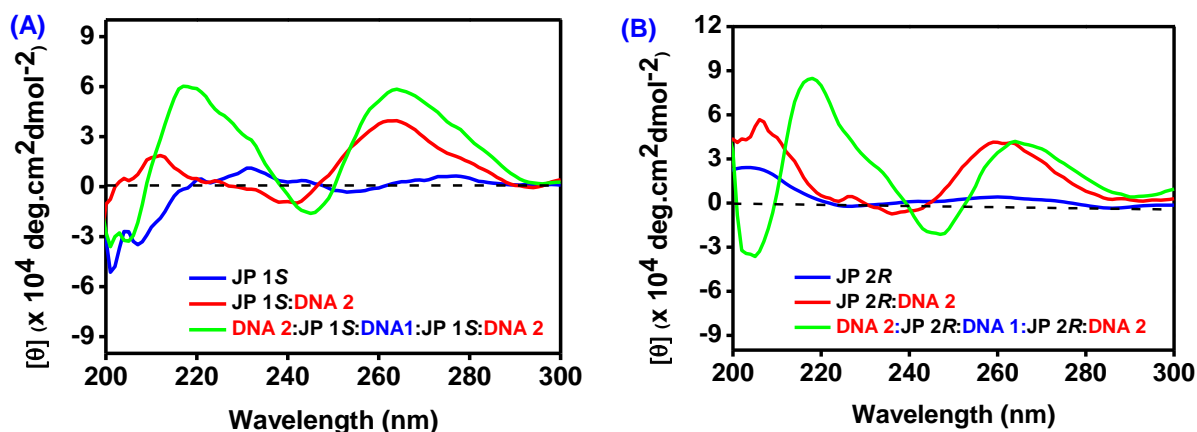 (A)
[θ] (x 10⁴ deg.cm²dmol⁻²)
6
3
0
-3
-6
-9
JP 1S
JP 1S:DNA 2
DNA 2:JP 1S:DNA1:JP 1S:DNA 2
200 220 240 260 280 300
Wavelength (nm)
(B)
[θ] (x 10⁴ deg.cm²dmol⁻²)
12
9
6
3
0
-3
-6
-9
JP 2R
JP 2R:DNA 2
DNA 2:JP 2R:DNA 1:JP 2R:DNA 2
200 220 240 260 280 300
Wavelength (nm)